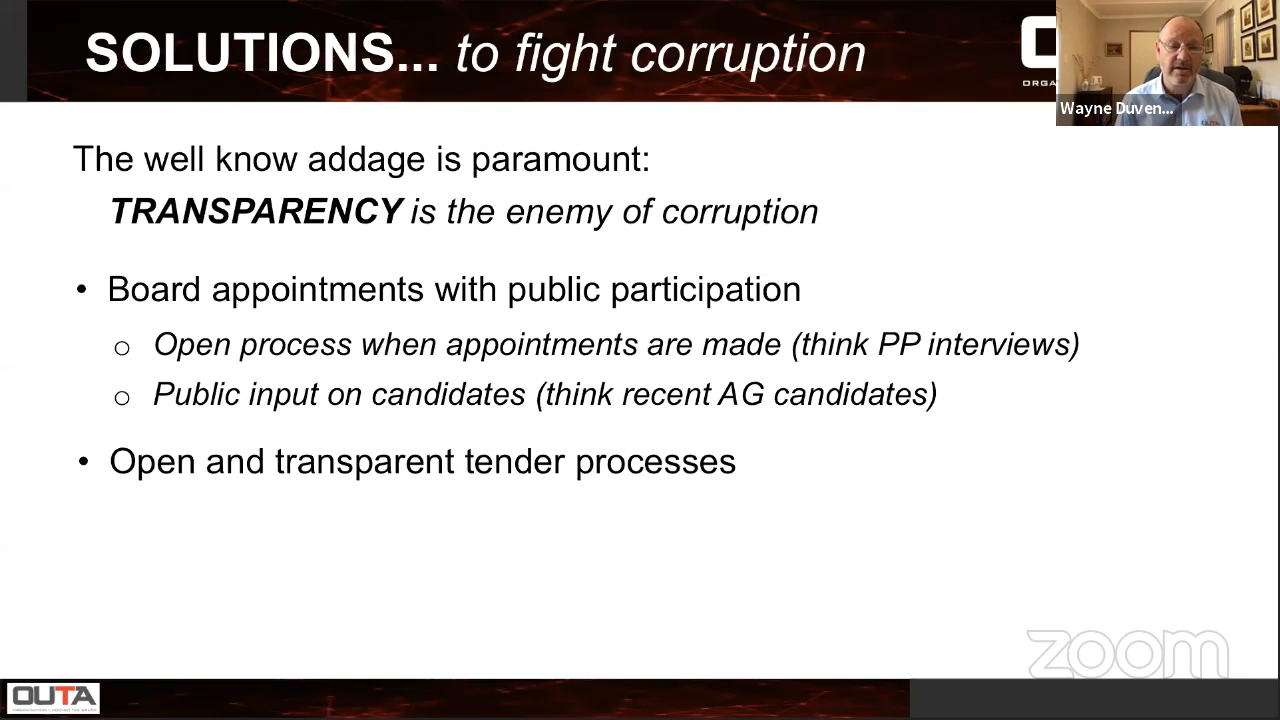 SOLUTIONS... to fight corruption
ORGA
Wayne Duven...
The well know addage is paramount:
TRANSPARENCY is the enemy of corruption
• Board appointments with public participation
o Open process when appointments are made (think PP interviews)
o Public input on candidates (think recent AG candidates)
• Open and transparent tender processes
zoom
OUTA